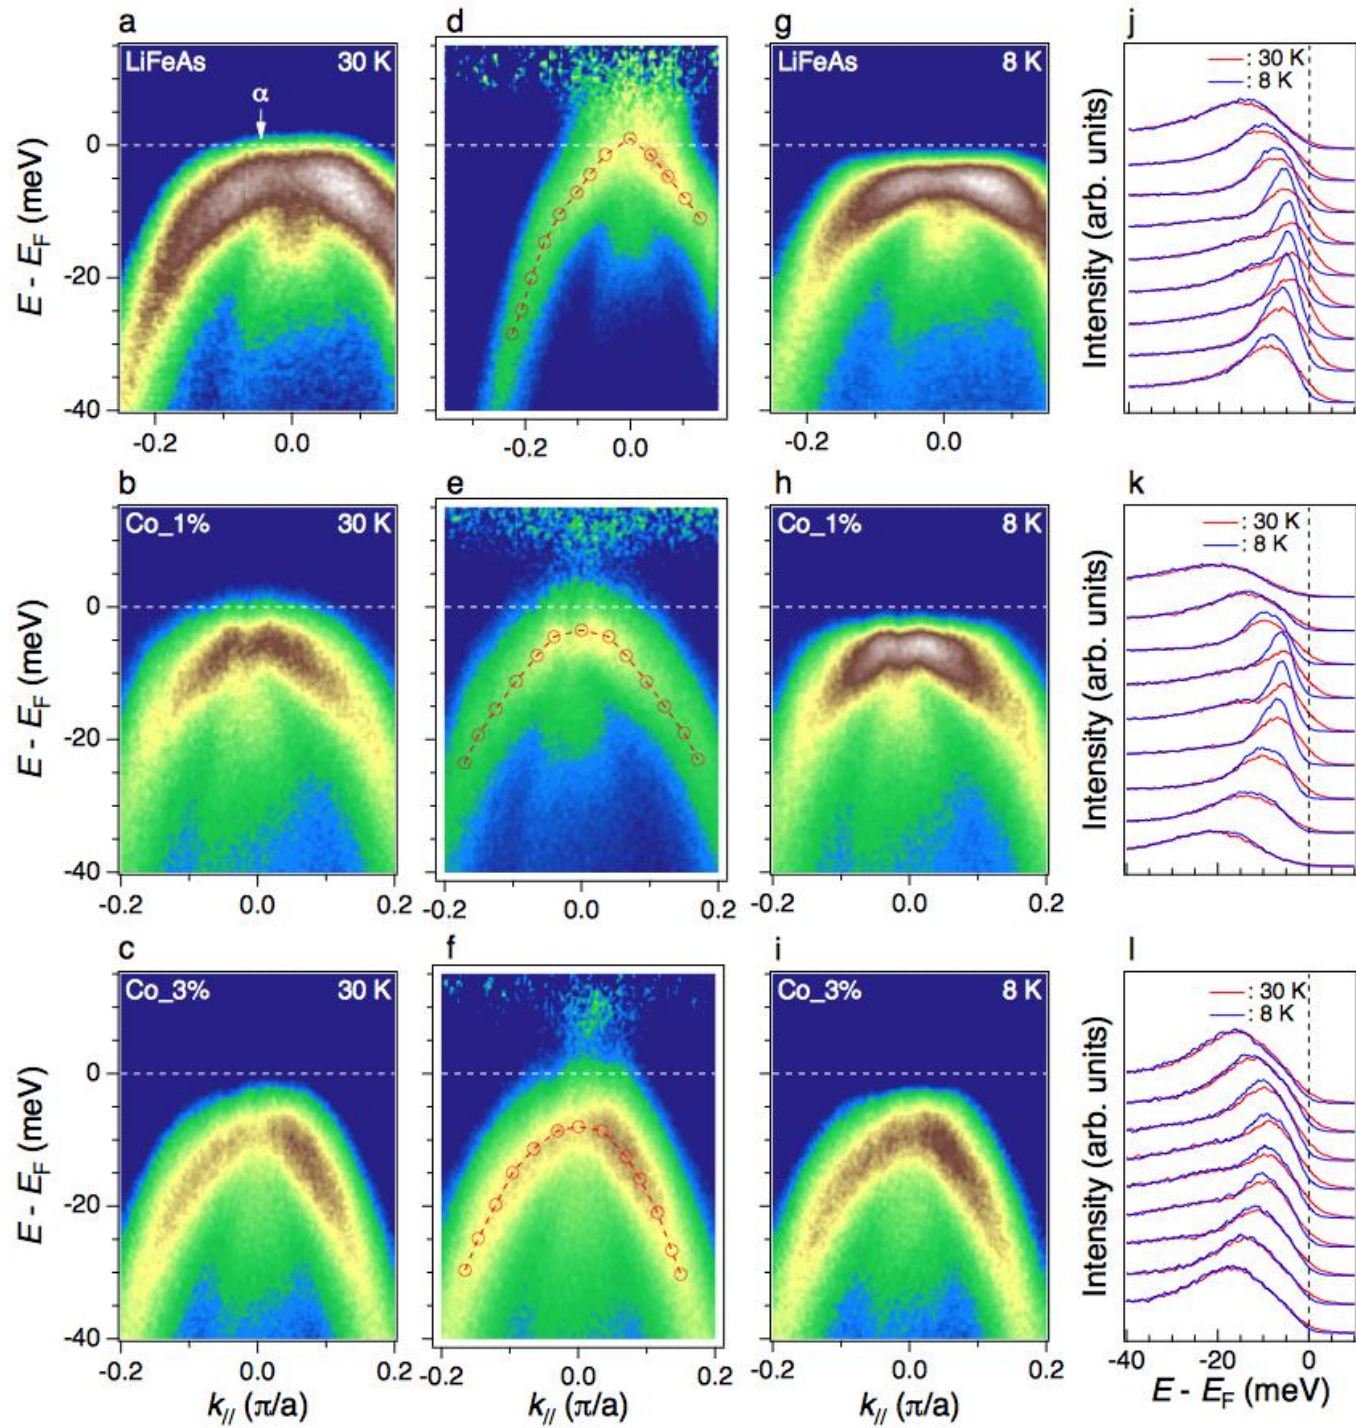 a d g j
LiFeAs 30 K LiFeAs 8 K : 30 K
: 8 K
α
E - EF (meV) 0 -20 -40 Intensity (arb. units)
-0.2 0.0 -0.2 0.0 -0.2 0.0
b e h k
Co_1% 30 K Co_1% 8 K : 30 K
: 8 K
E - EF (meV) 0 -20 -40 Intensity (arb. units)
-0.2 0.0 0.2 0.0 0.2 -0.2 0.0 0.2 -40 -20 0
c f i l
Co_3% 30 K Co_3% 8 K : 30 K
: 8 K
E - EF (meV) 0 -20 -40 Intensity (arb. units)
-0.2 0.0 0.2 0.0 0.2 -0.2 0.0 0.2 -40 -20 0
k// (π/a) k// (π/a) k// (π/a) E - EF (meV)